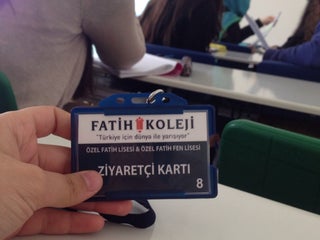 FATİH KOLEJİ
"Türkiye için dünya ile yarışıyor"
ÖZEL FATİH LİSESİ & ÖZEL FATİH FEN LİSESİ
ZİYARETÇİ KARTI
8